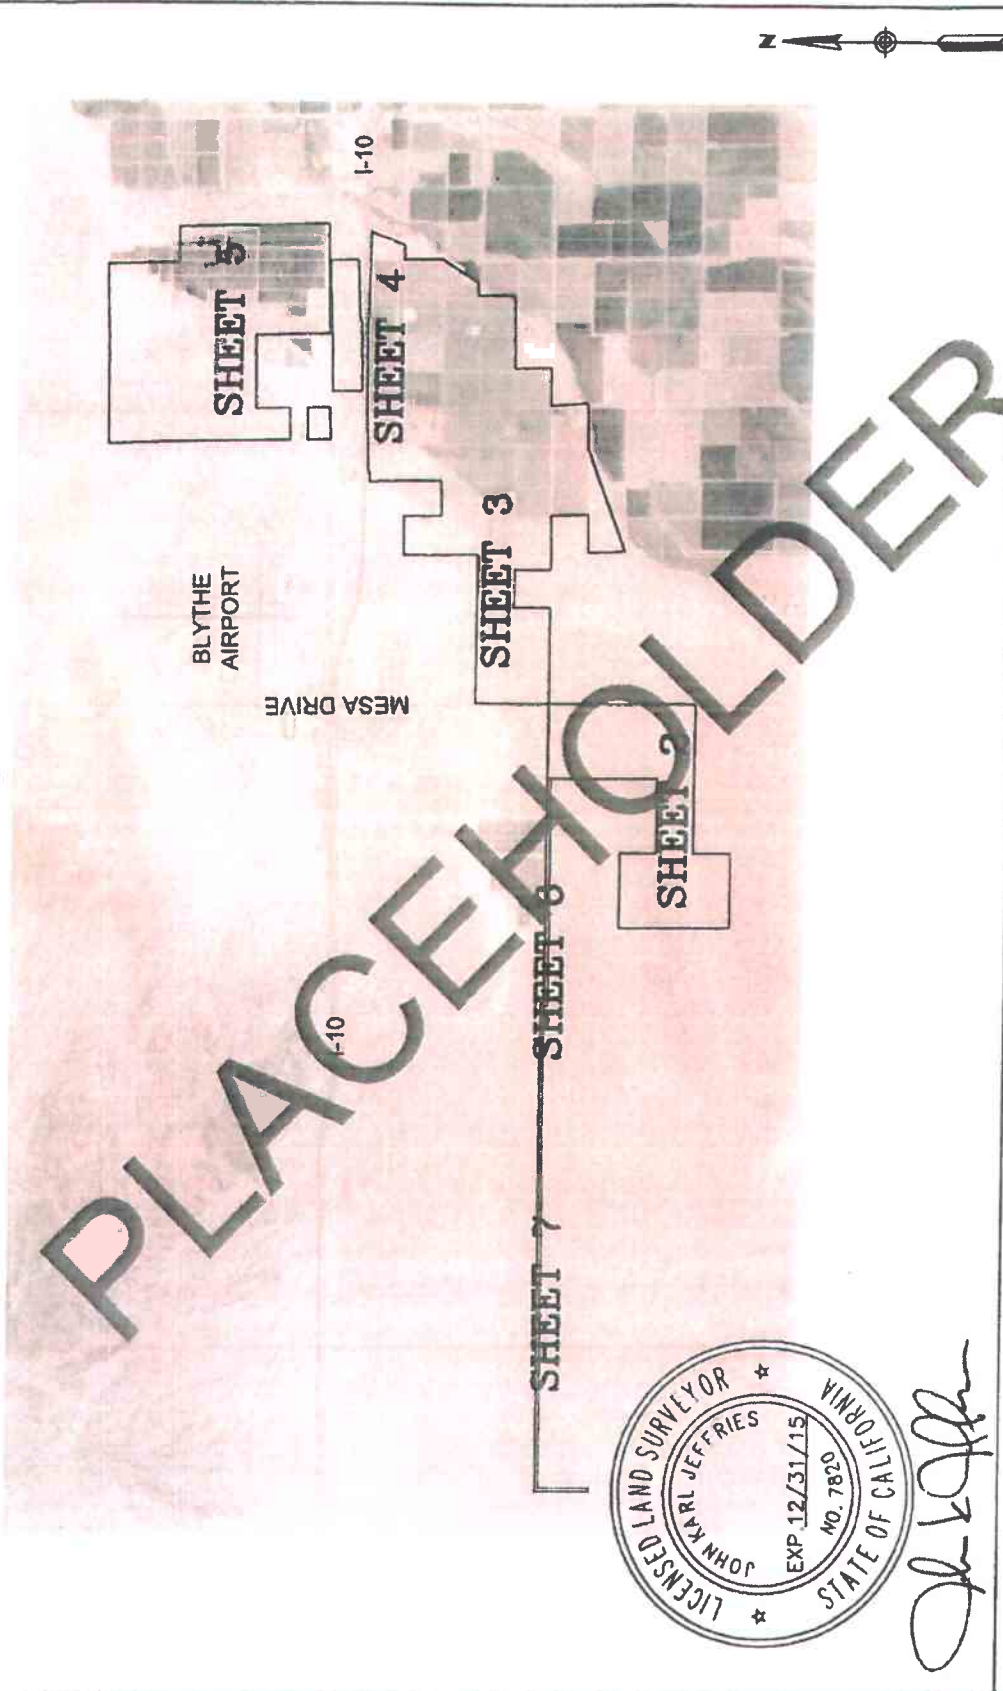 N
I-10
SHEET 5
SHEET 4
SHEET 3
BLYTHE
AIRPORT
MESA DRIVE
SHEET 2
I-10
SHEET 6
SHEET 7
PLACEHOLDER
LICENSED LAND SURVEYOR
JOHN KARL JEFFRIES
EXP. 12/31/15
NO. 7820
STATE OF CALIFORNIA